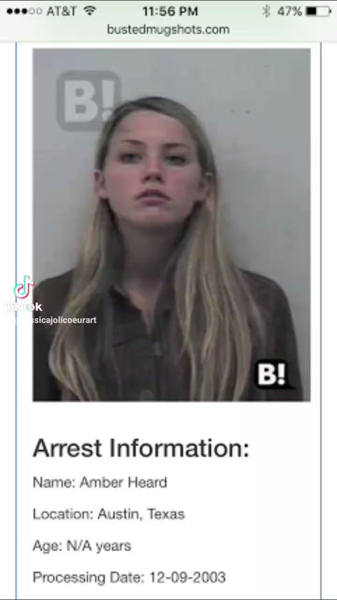 AT&T 11:56 PM 47%
bustedmugshots.com
B!
TikTok
B!
Arrest Information:
Name: Amber Heard
Location: Austin, Texas
Age: N/A years
Processing Date: 12-09-2003